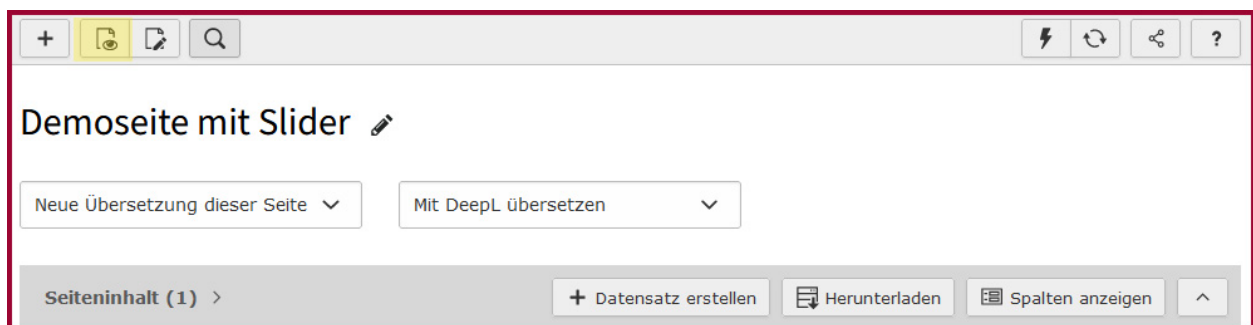 + ?
Demoseite mit Slider
Neue Übersetzung dieser Seite Mit DeepL übersetzen
Seiteninhalt (1) > + Datensatz erstellen Herunterladen Spalten anzeigen